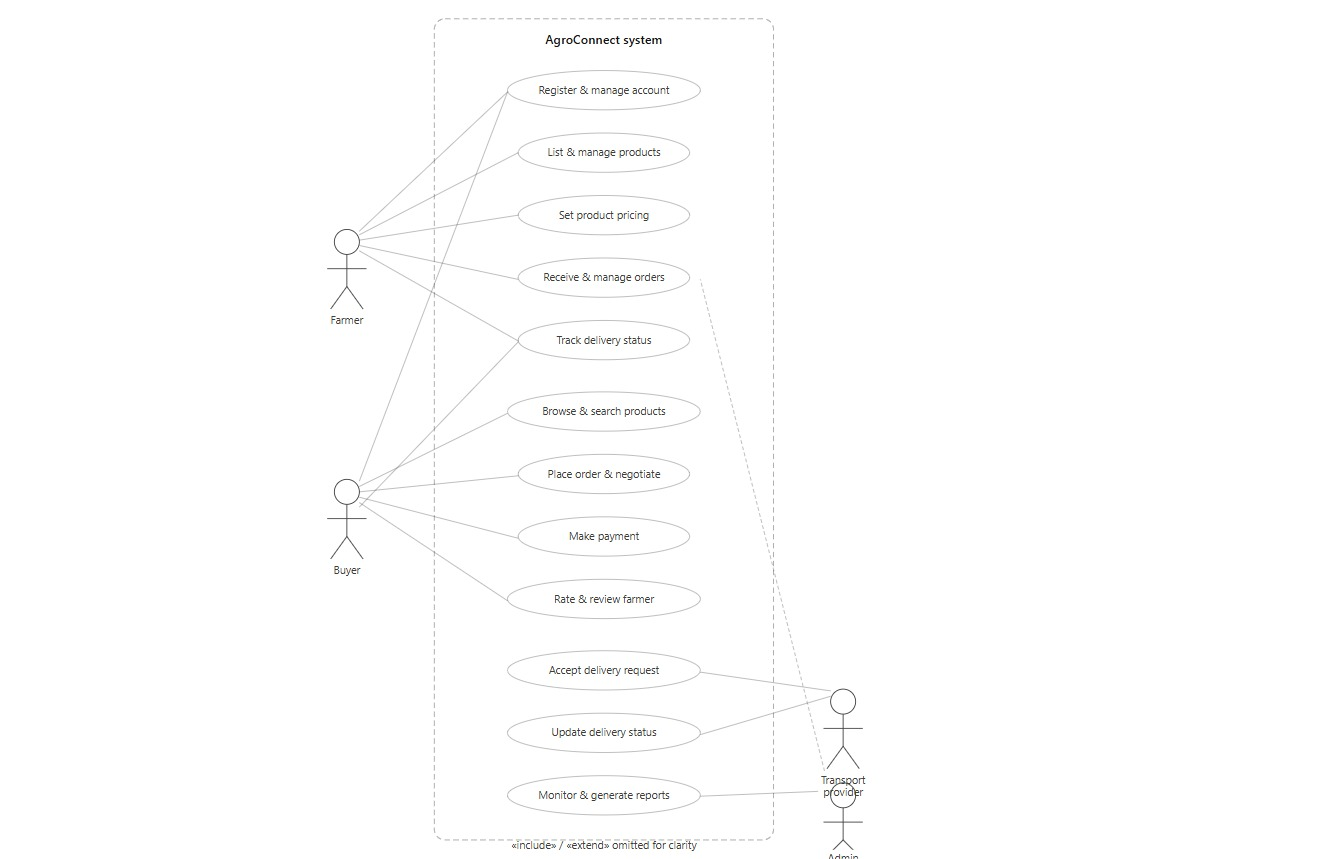 AgroConnect system
Register & manage account
List & manage products
Set product pricing
Receive & manage orders
Farmer
Track delivery status
Browse & search products
Place order & negotiate
Make payment
Buyer
Rate & review farmer
Accept delivery request
Update delivery status
Transport
provider
Monitor & generate reports
«include» / «extend» omitted for clarity
Admin